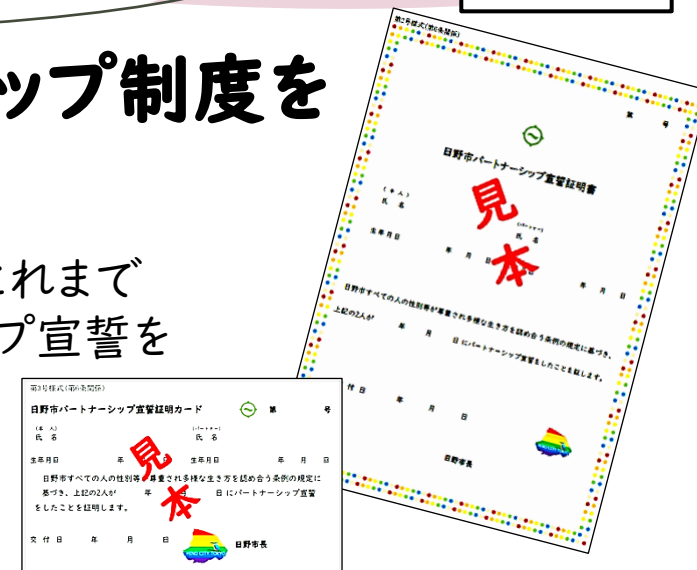 ップ制度を
これまで
プ宣誓を
第2号様式(第6条関係)
第 号
日野市パートナーシップ宣誓証明書
(本人)
氏 名
(パートナー)
氏 名
生年月日 年 月 日
年 月 日
見本
日野市すべての人の性別等が尊重され多様な生き方を認め合う条例の規定に基づき、
上記の2人が 年 月 日にパートナーシップ宣誓をしたことを証します。
付 日 年 月 日
日野市長
第3号様式(第6条関係)
日野市パートナーシップ宣誓証明カード 第 号
(本 人)
氏 名
(パートナー)
氏 名
生年月日 年 月 日 生年月日 年 月 日
見本
日野市すべての人の性別等が尊重され多様な生き方を認め合う条例の規定に
基づき、上記の2人が 年 月 日にパートナーシップ宣誓
をしたことを証明します。
交 付 日 年 月 日
HINO CITY TOKYO
日野市長